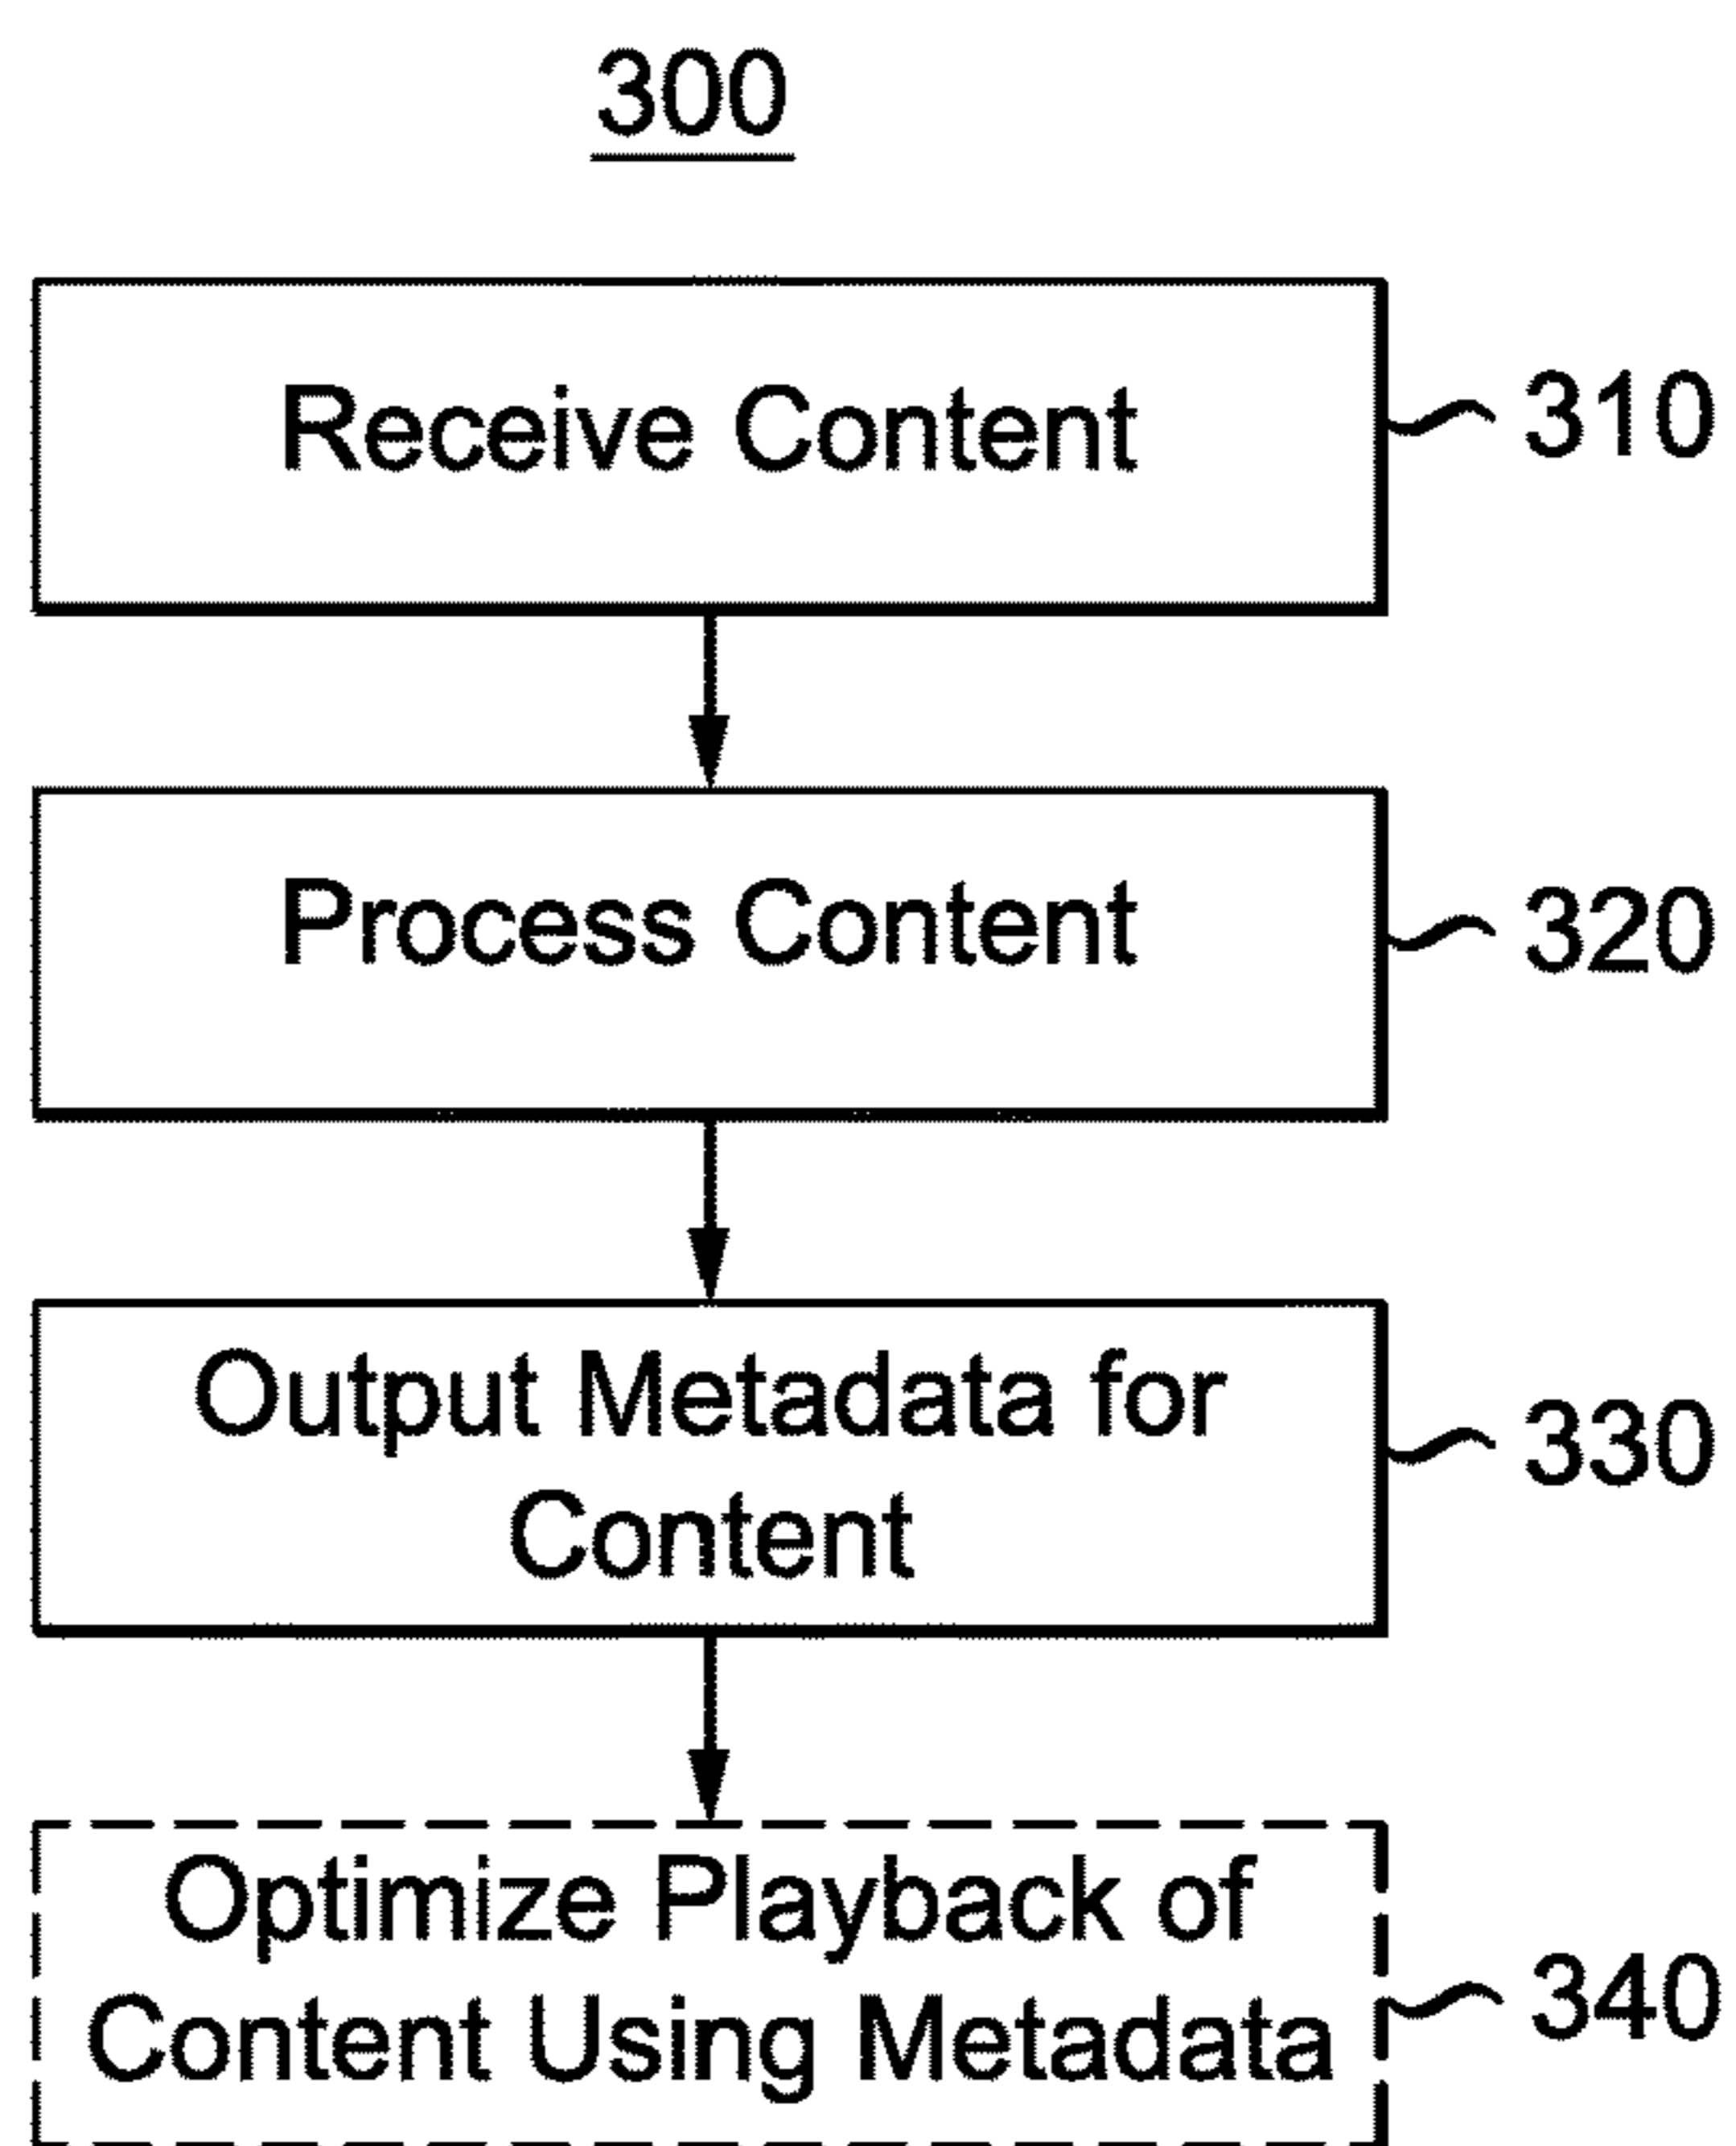 300
Receive Content
310
Process Content
320
Output Metadata for
Content
330
Optimize Playback of
Content Using Metadata
340